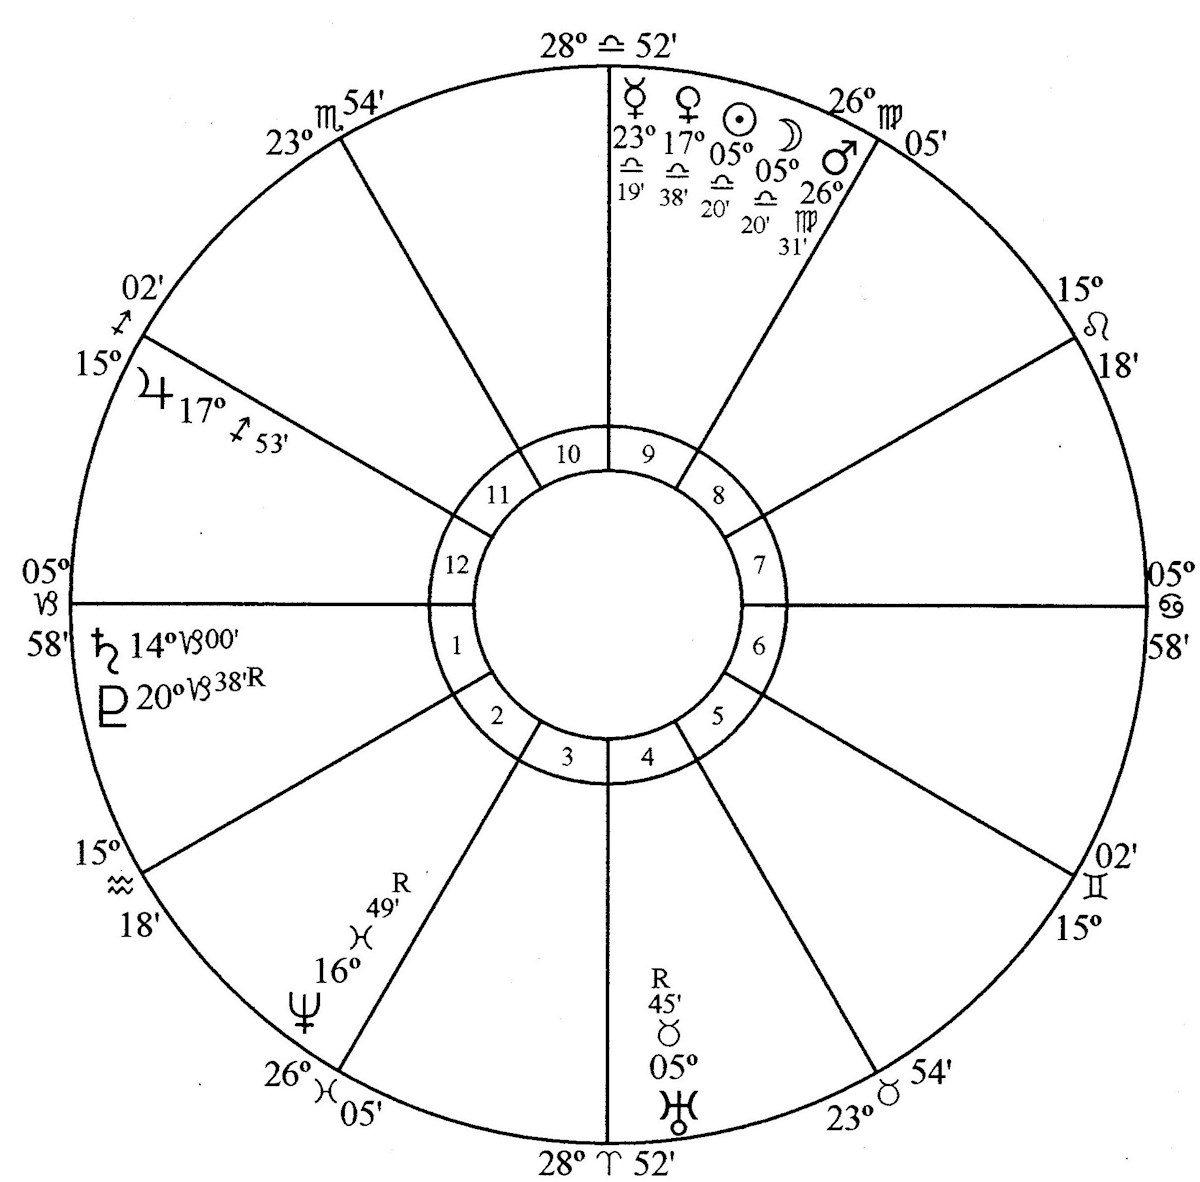 28° ♎ 52'
☿ 23° ♎ 19'
♀ 17° ♎ 38'
☉ 05° ♎ 20'
☽ 05° ♎ 20'
♂ 26° ♍ 31'
26° ♍ 05'
15° ♌ 18'
05° ♋ 58'
02' ♊ 15°
54' ♉ 23°
28° ♈ 52'
26° ♓ 05'
15° ♒ 18'
05° ♑ 58'
02' ♐ 15°
23° ♏ 54'
♃ 17° ♐ 53'
♄ 14° ♑ 00'
♇ 20° ♑ 38' R
♆ 16° ♓ 49' R
♅ 05° ♉ 45' R
1
2
3
4
5
6
7
8
9
10
11
12